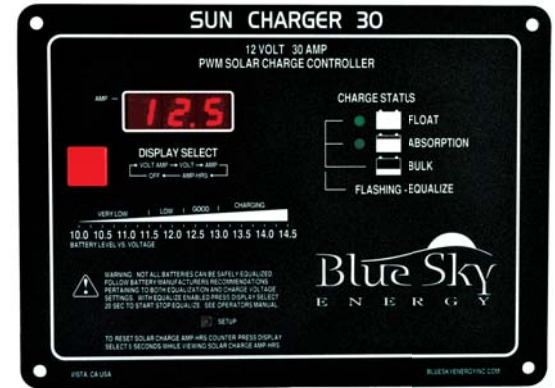 SUN CHARGER 30
12 VOLT 30 AMP
PWM SOLAR CHARGE CONTROLLER
AMP
12.5
DISPLAY SELECT
VOLT AMP VOLT AMP
OFF AMP-HRS
CHARGE STATUS
FLOAT
ABSORPTION
BULK
FLASHING - EQUALIZE
VERY LOW | LOW | GOOD | CHARGING
10.0 10.5 11.0 11.5 12.0 12.5 13.0 13.5 14.0 14.5
BATTERY LEVEL VS. VOLTAGE
WARNING NOT ALL BATTERIES CAN BE SAFELY EQUALIZED
FOLLOW BATTERY MANUFACTURERS RECOMMENDATIONS
PERTAINING TO BOTH EQUALIZATION AND CHARGE VOLTAGE
SETTINGS. WITH EQUALIZE ENABLED PRESS DISPLAY SELECT
20 SEC TO START STOP EQUALIZE SEE OPERATORS MANUAL
SETUP
TO RESET SOLAR CHARGE AMP-HRS COUNTER PRESS DISPLAY
SELECT 5 SECONDS WHILE VIEWING SOLAR CHARGE AMP-HRS
Blue Sky
ENERGY
VISTA, CA USA
BLUESKYENERGYINC.COM